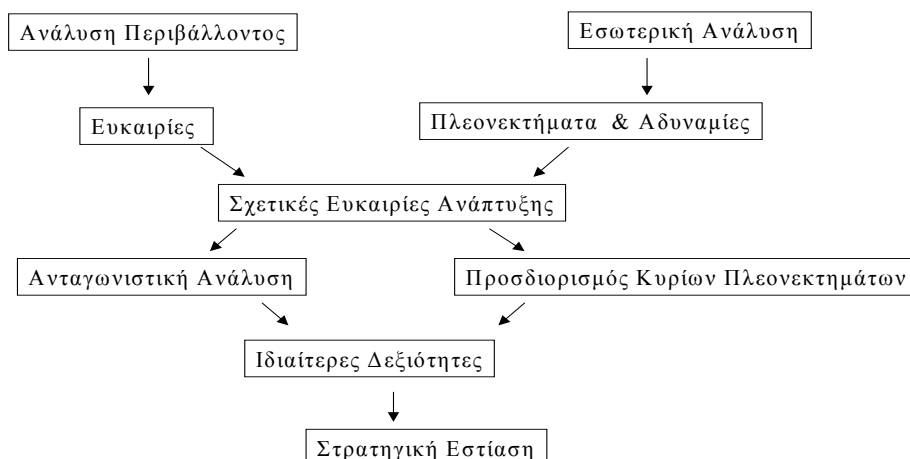 Ανάλυση Περιβάλλοντος
Εσωτερική Ανάλυση
Ευκαιρίες
Πλεονεκτήματα & Αδυναμίες
Σχετικές Ευκαιρίες Ανάπτυξης
Ανταγωνιστική Ανάλυση
Προσδιορισμός Κυρίων Πλεονεκτημάτων
Ιδιαίτερες Δεξιότητες
Στρατηγική Εστίαση